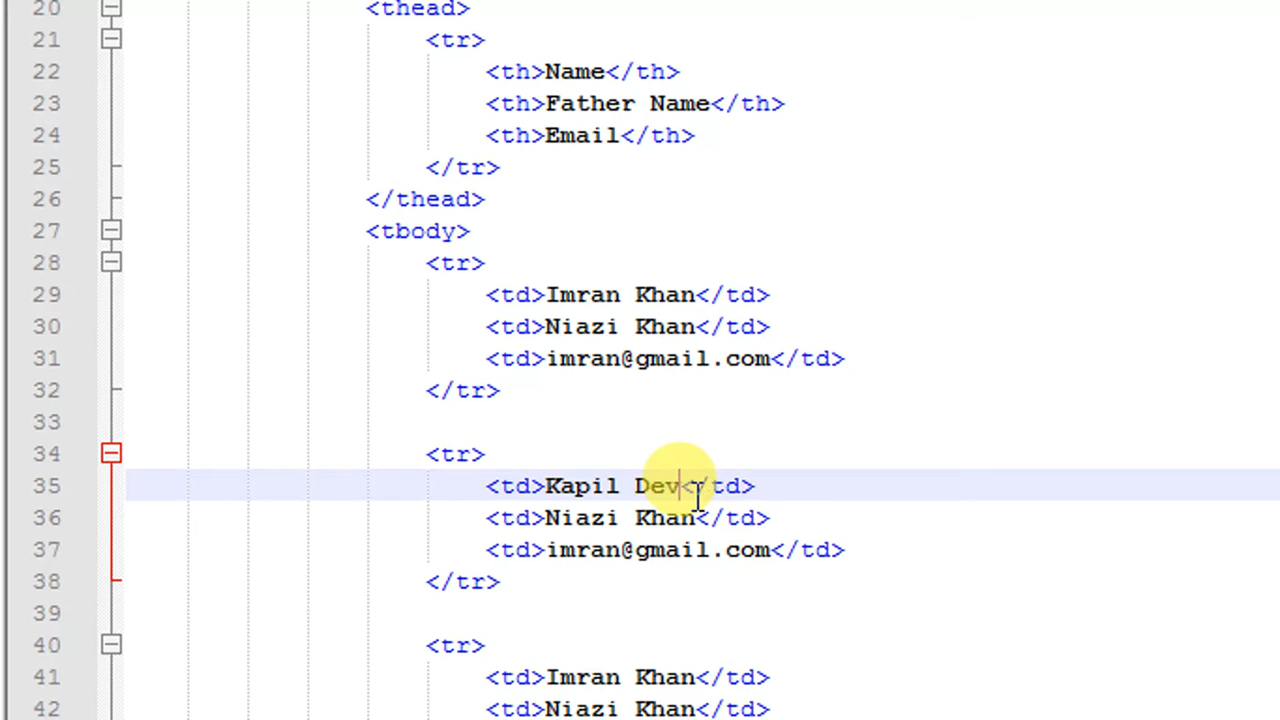 20 <thead>
21 <tr>
22 <th>Name</th>
23 <th>Father Name</th>
24 <th>Email</th>
25 </tr>
26 </thead>
27 <tbody>
28 <tr>
29 <td>Imran Khan</td>
30 <td>Niazi Khan</td>
31 <td>imran@gmail.com</td>
32 </tr>
33
34 <tr>
35 <td>Kapil Dev</td>
36 <td>Niazi Khan</td>
37 <td>imran@gmail.com</td>
38 </tr>
39
40 <tr>
41 <td>Imran Khan</td>
42 <td>Niazi Khan</td>